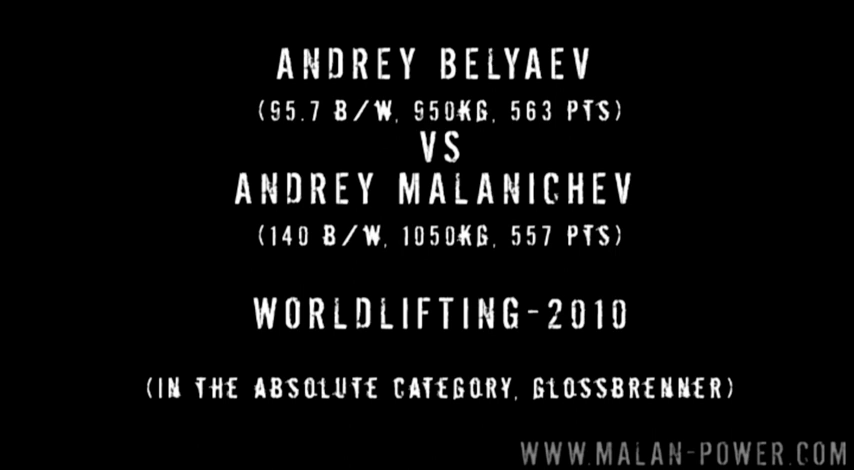 ANDREY BELYAEV
(95.7 B/W, 950KG, 563 PTS)
VS
ANDREY MALANICHEV
(140 B/W, 1050KG, 557 PTS)
WORLDLIFTING-2010
(IN THE ABSOLUTE CATEGORY, GLOSSBRENNER)
WWW.MALAN-POWER.COM